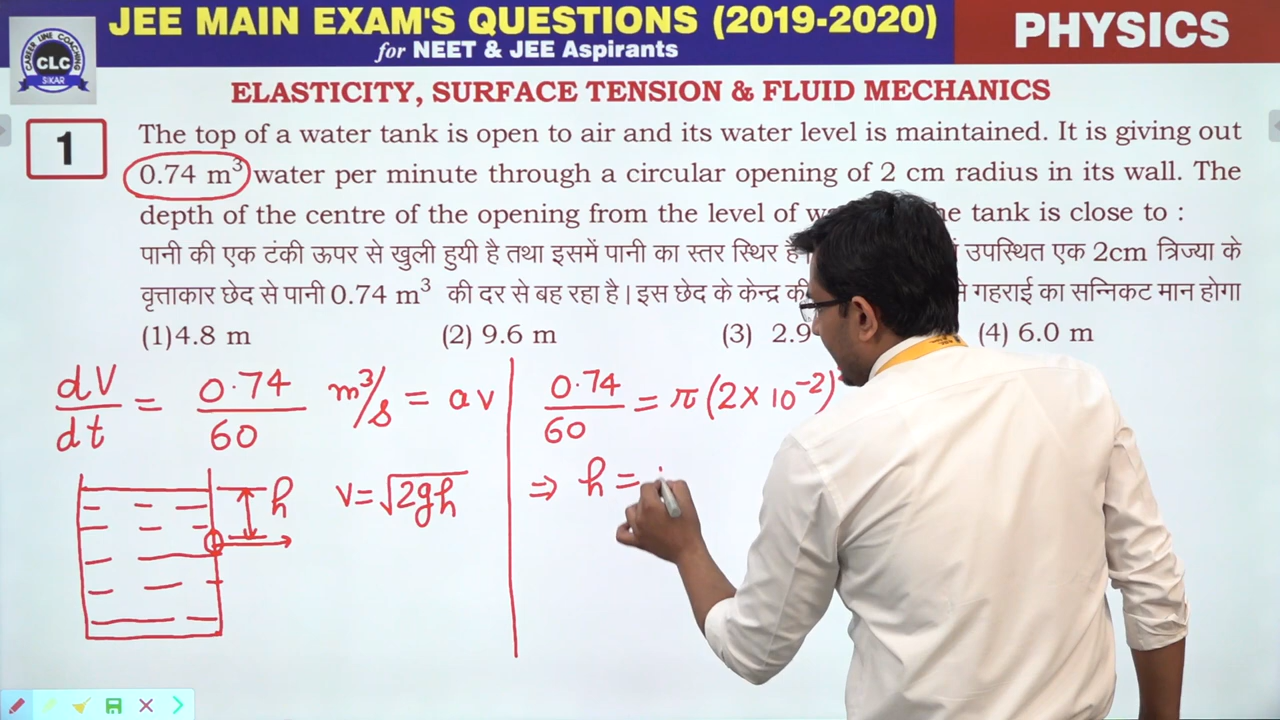 JEE MAIN EXAM'S QUESTIONS (2019-2020)
for NEET & JEE Aspirants
PHYSICS
CAREER LINE COACHING
CLC
SIKAR
ELASTICITY, SURFACE TENSION & FLUID MECHANICS
1
The top of a water tank is open to air and its water level is maintained. It is giving out
0.74 m³ water per minute through a circular opening of 2 cm radius in its wall. The
depth of the centre of the opening from the level of the tank is close to :
पानी की एक टंकी ऊपर से खुली हुयी है तथा इसमें पानी का स्तर स्थिर उपस्थित एक 2cm त्रिज्या के
वृत्ताकार छेद से पानी 0.74 m³ की दर से बह रहा है। इस छेद के केन्द्र की गहराई का सन्निकट मान होगा
(1)4.8 m (2) 9.6 m (3) 2.9 (4) 6.0 m
dV/dt = 0.74/60 m³/s = av
0.74/60 = π(2×10⁻²)
h
v=√2gh
⇒ h =